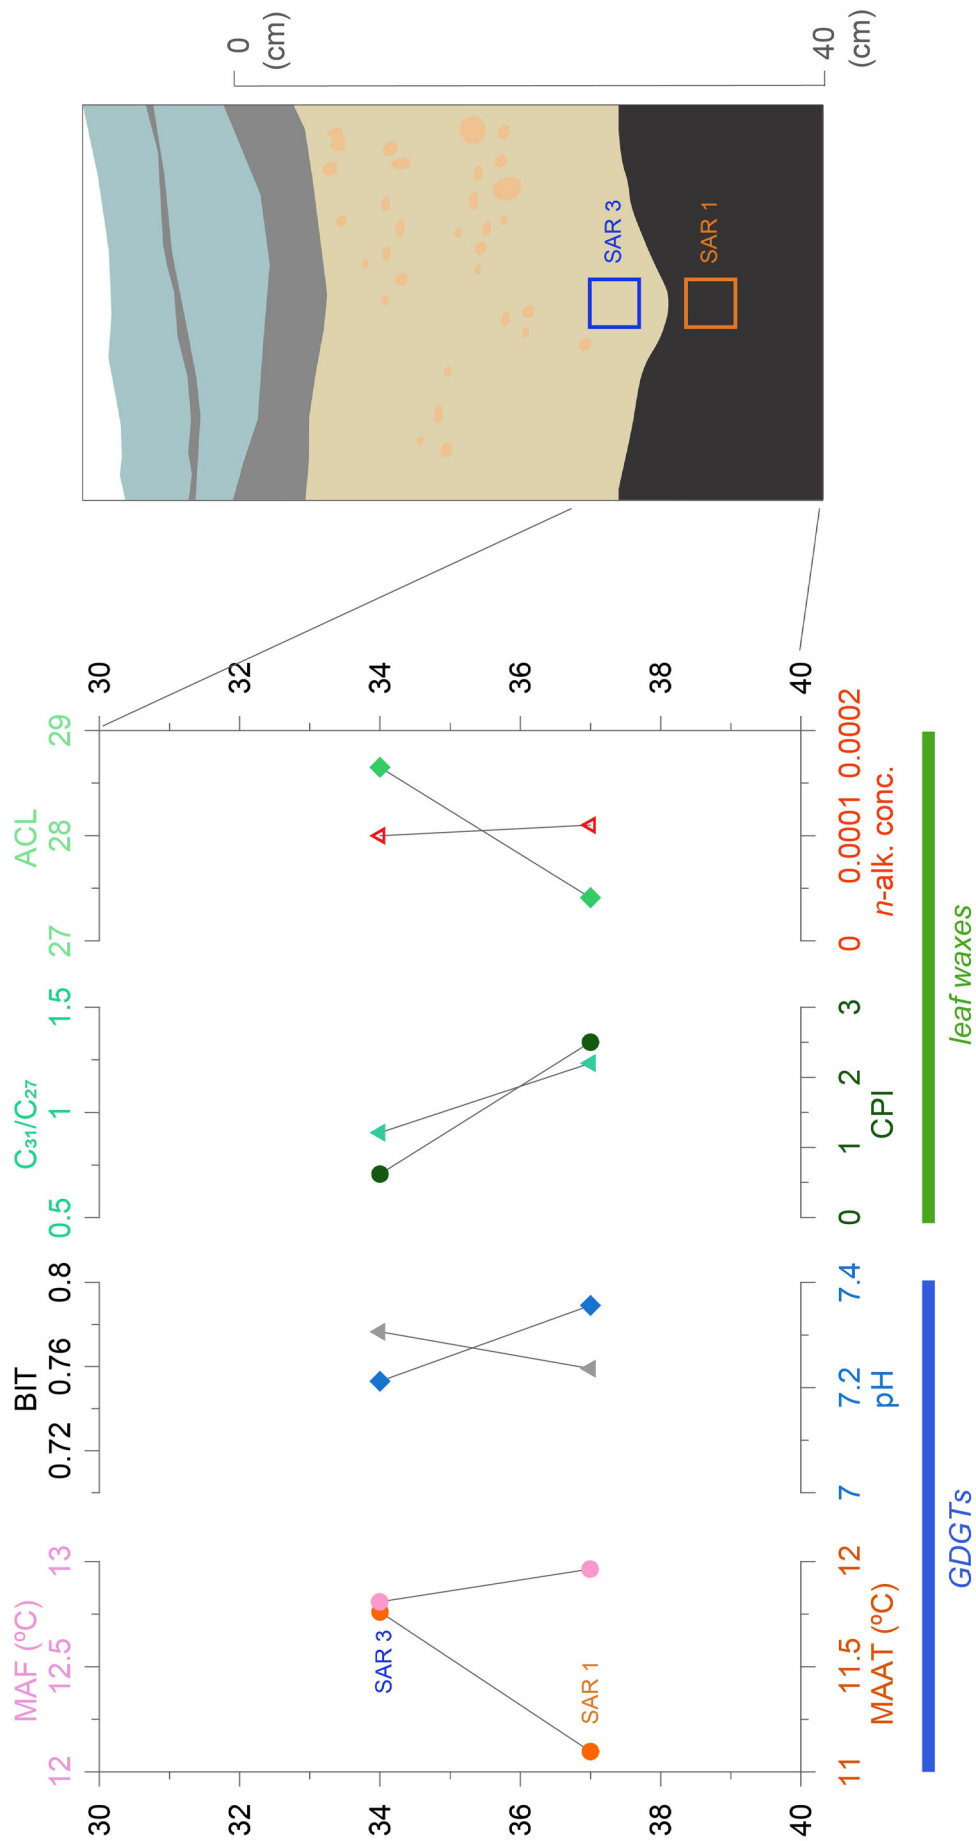 MAF (ºC)
12 12.5 13
BIT
0.72 0.76 0.8
C₃₁/C₂₇
0.5 1 1.5
ACL
27 28 29
30
32
34
36
38
40
SAR 3
SAR 1
30
32
34
36
38
40
11 11.5 12
MAAT (ºC)
7 7.2 7.4
pH
0 1 2 3
CPI
0 0.0001 0.0002
n-alk. conc.
GDGTs
leaf waxes
SAR 3
SAR 1
0
(cm)
40
(cm)